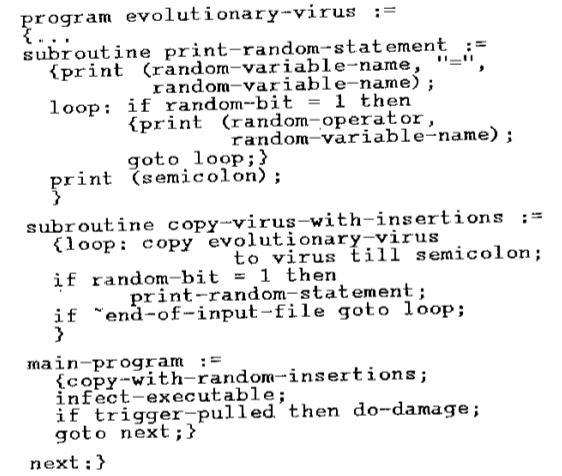 program evolutionary-virus :=
{...
subroutine print-random-statement :=
{print (random-variable-name, "=",
random-variable-name);
loop: if random-bit = 1 then
{print (random-operator,
random-variable-name);
goto loop;}
print (semicolon);
}
subroutine copy-virus-with-insertions :=
{loop: copy evolutionary-virus
to virus till semicolon;
if random-bit = 1 then
print-random-statement;
if ~end-of-input-file goto loop;
}
main-program :=
{copy-with-random-insertions;
infect-executable;
if trigger-pulled then do-damage;
goto next;}
next:}